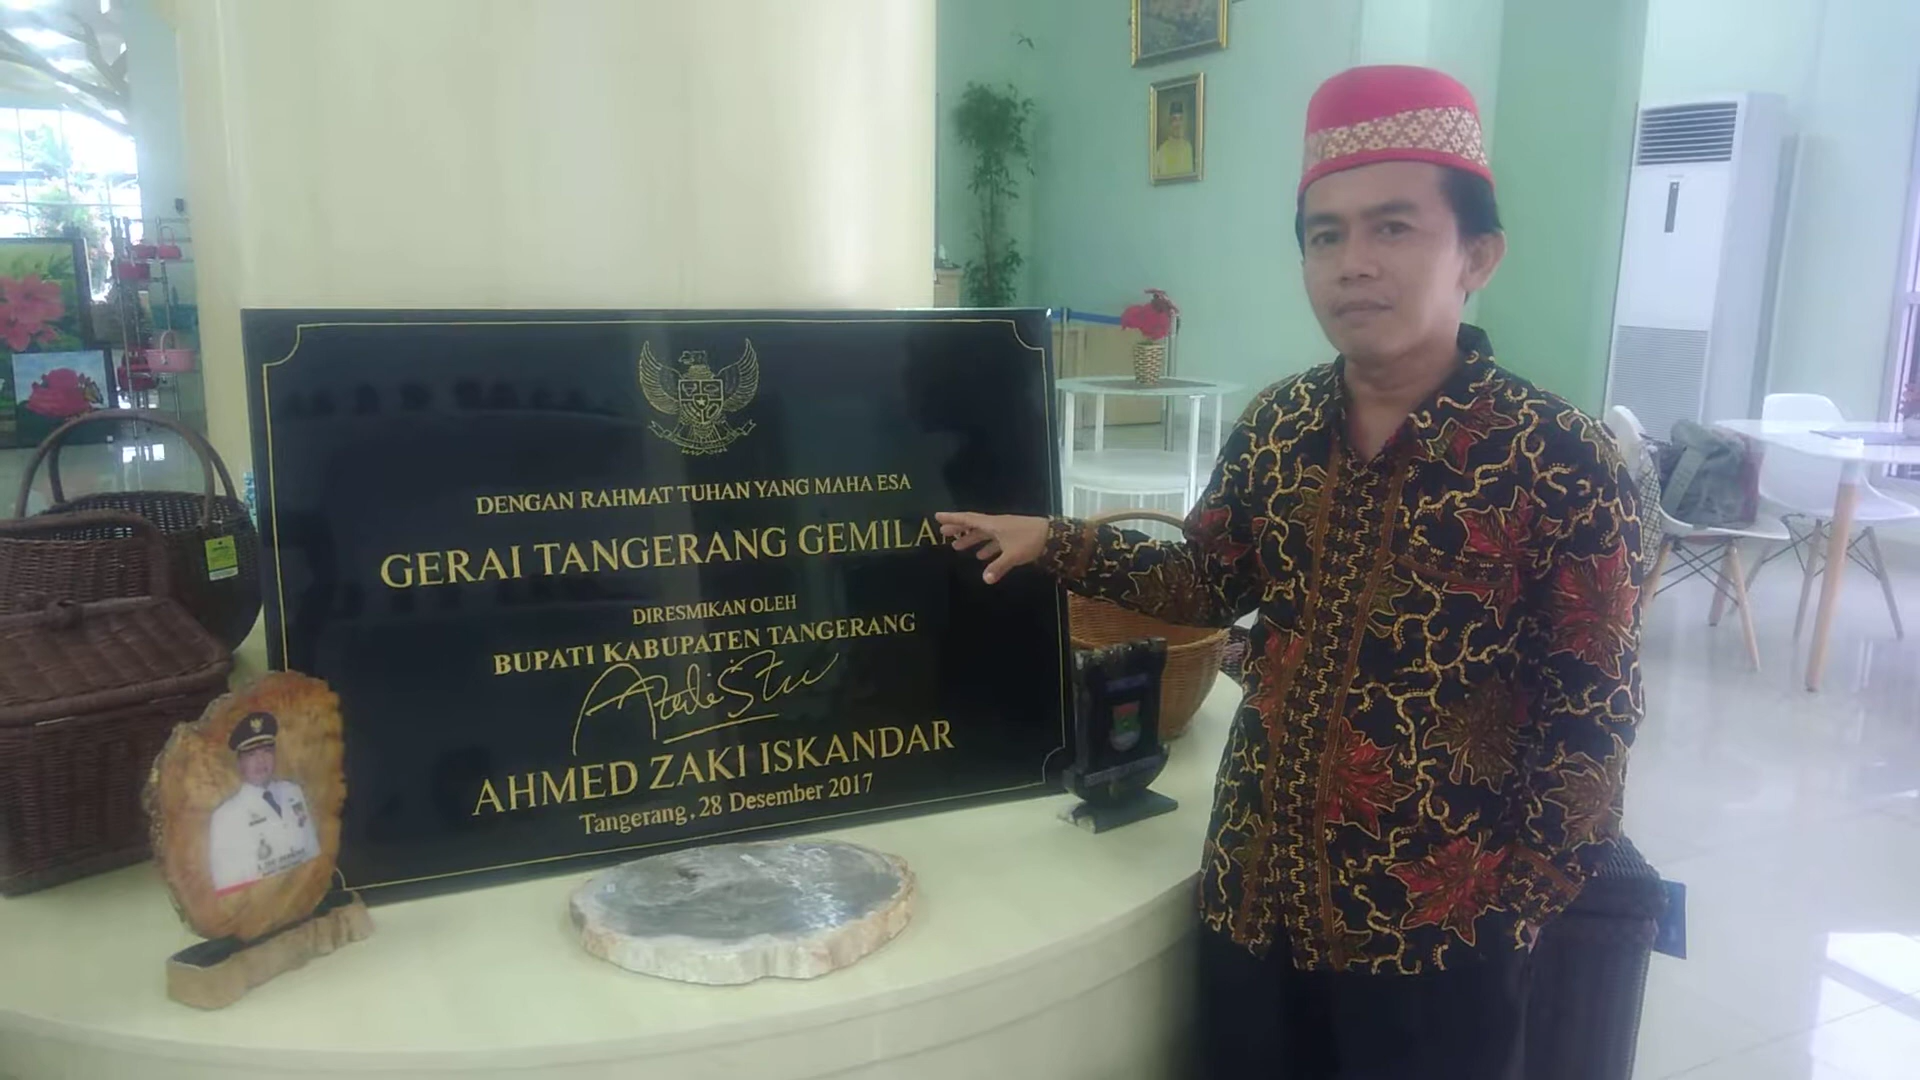 DENGAN RAHMAT TUHAN YANG MAHA ESA
GERAI TANGERANG GEMILA
DIRESMIKAN OLEH
BUPATI KABUPATEN TANGERANG
AHMED ZAKI ISKANDAR
Tangerang, 28 Desember 2017